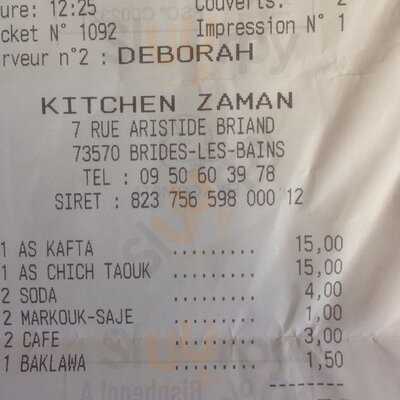 ure: 12:25 Couverts: 2
cket N° 1092 Impression N° 1
rveur n°2 : DEBORAH
KITCHEN ZAMAN
7 RUE ARISTIDE BRIAND
73570 BRIDES-LES-BAINS
TEL : 09 50 60 39 78
SIRET : 823 756 598 000 12
1 AS KAFTA ......... 15,00
1 AS CHICH TAOUK ......... 15,00
2 SODA ......... 4,00
2 MARKOUK-SAJE ......... 1,00
2 CAFE ......... 3,00
1 BAKLAWA ......... 1,50
--------